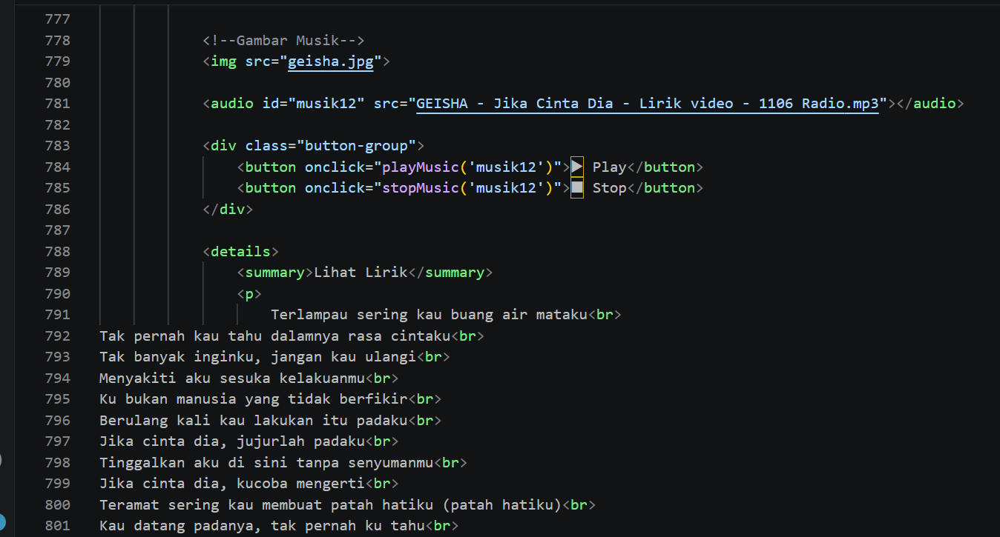 777
778 <!--Gambar Musik-->
779 <img src="geisha.jpg">
780
781 <audio id="musik12" src="GEISHA - Jika Cinta Dia - Lirik video - 1106 Radio.mp3"></audio>
782
783 <div class="button-group">
784 <button onclick="playMusic('musik12')">▶ Play</button>
785 <button onclick="stopMusic('musik12')">■ Stop</button>
786 </div>
787
788 <details>
789 <summary>Lihat Lirik</summary>
790 <p>
791 Terlampau sering kau buang air mataku<br>
792 Tak pernah kau tahu dalamnya rasa cintaku<br>
793 Tak banyak inginku, jangan kau ulangi<br>
794 Menyakiti aku sesuka kelakuanmu<br>
795 Ku bukan manusia yang tidak berfikir<br>
796 Berulang kali kau lakukan itu padaku<br>
797 Jika cinta dia, jujurlah padaku<br>
798 Tinggalkan aku di sini tanpa senyumanmu<br>
799 Jika cinta dia, kucoba mengerti<br>
800 Teramat sering kau membuat patah hatiku (patah hatiku)<br>
801 Kau datang padanya, tak pernah ku tahu<br>